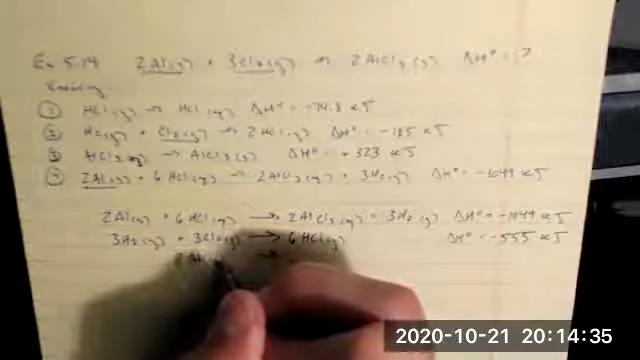 Ex 5.14 2Al(s) + 3Cl₂(g) → 2AlCl₃(s) ΔH° = ?
① HCl(g) → HCl(aq) ΔH° = -74.8 kJ
② H₂(g) + Cl₂(g) → 2HCl(g) ΔH° = -185 kJ
③ AlCl₃(aq) → AlCl₃(s) ΔH° = +323 kJ
④ 2Al(s) + 6HCl(aq) → 2AlCl₃(aq) + 3H₂(g) ΔH° = -1049 kJ
2Al(s) + 6HCl(aq) → 2AlCl₃(aq) + 3H₂(g) ΔH° = -1049 kJ
3H₂(g) + 3Cl₂(g) → 6HCl(g) ΔH° = -555 kJ
→
2020-10-21 20:14:35